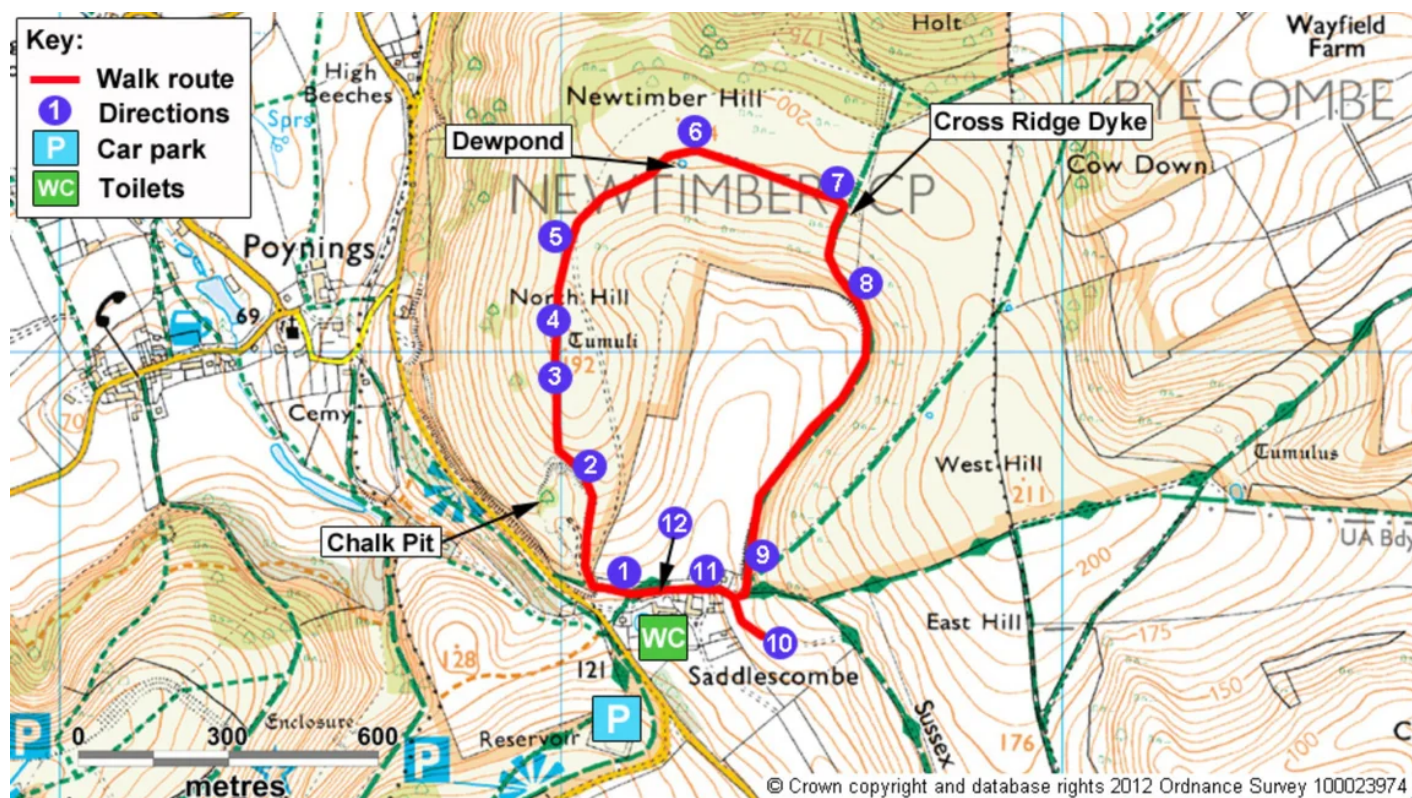 Key:
Walk route
1 Directions
P Car park
WC Toilets
High
Beeches
Sprs
Poynings
69
70
Cemy
Holt
175
Wayfield
Farm
PYECOMBE
Newtimber Hill
200
Dewpond
6
Cross Ridge Dyke
Cow Down
NEWTIMBER CP
7
5
8
North Hill
4
Tumuli
192
3
2
West Hill
211
Tumulus
Chalk Pit
12
UA Bdy
200
1
11
9
WC
10
East Hill
175
128
121
Saddlescombe
150
P
Enclosure
Reservoir
Sussex
176
100
P
P
0 300 600
metres
© Crown copyright and database rights 2012 Ordnance Survey 100023974